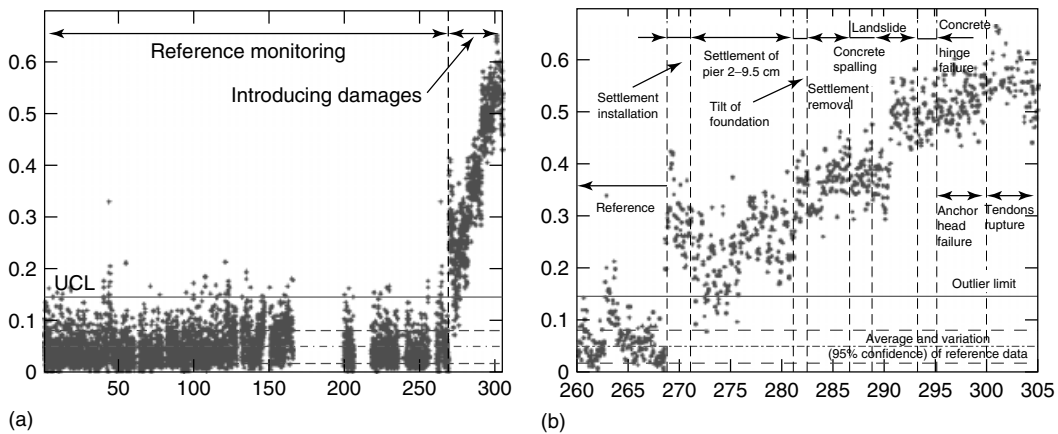 Reference monitoring
Introducing damages
UCL
0.6
0.5
0.4
0.3
0.2
0.1
0
50
100
150
200
250
300
(a)
Landslide
Concrete
Settlement of
pier 2–9.5 cm
Concrete
spalling
hinge
failure
Settlement
installation
Tilt of
foundation
Settlement
removal
Reference
Anchor
head
failure
Tendons
rupture
Outlier limit
Average and variation
(95% confidence) of reference data
0.6
0.5
0.4
0.3
0.2
0.1
0
260
265
270
275
280
285
290
295
300
305
(b)